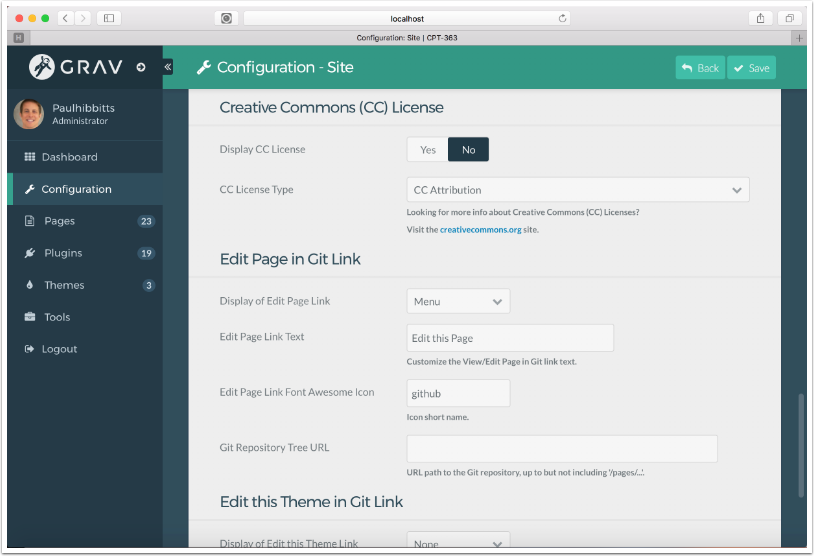 localhost
Configuration: Site | CPT-363
GRAV
Configuration - Site
Back
Save
Paulhibbitts
Administrator
Dashboard
Configuration
Pages 23
Plugins 19
Themes 3
Tools
Logout
Creative Commons (CC) License
Display CC License Yes No
CC License Type CC Attribution
Looking for more info about Creative Commons (CC) Licenses?
Visit the creativecommons.org site.
Edit Page in Git Link
Display of Edit Page Link Menu
Edit Page Link Text Edit this Page
Customize the View/Edit Page in Git link text.
Edit Page Link Font Awesome Icon github
Icon short name.
Git Repository Tree URL
URL path to the Git repository, up to but not including '/pages/...'.
Edit this Theme in Git Link
Display of Edit this Theme Link None